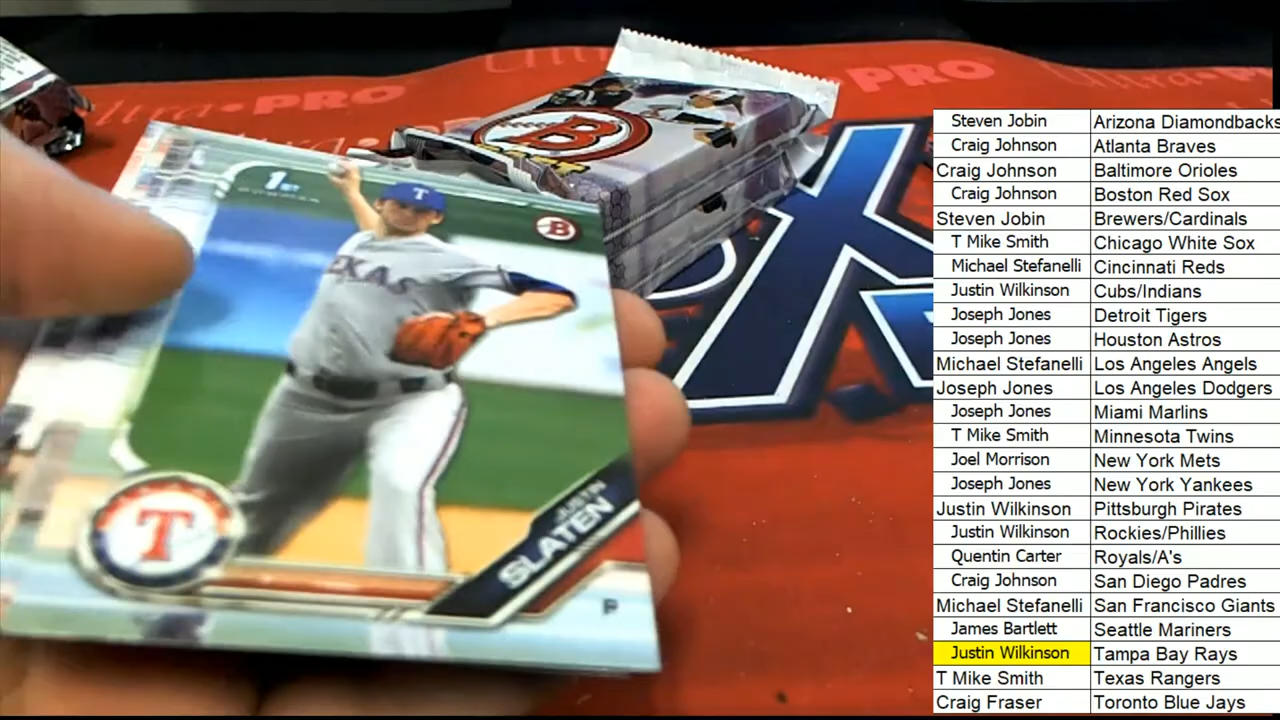 Ultra PRO
Ultra PRO
1ST
BOWMAN
T
B
TEXAS
B
T
JUSTIN
SLATEN
P
Steven Jobin Arizona Diamondbacks
Craig Johnson Atlanta Braves
Craig Johnson Baltimore Orioles
Craig Johnson Boston Red Sox
Steven Jobin Brewers/Cardinals
T Mike Smith Chicago White Sox
Michael Stefanelli Cincinnati Reds
Justin Wilkinson Cubs/Indians
Joseph Jones Detroit Tigers
Joseph Jones Houston Astros
Michael Stefanelli Los Angeles Angels
Joseph Jones Los Angeles Dodgers
Joseph Jones Miami Marlins
T Mike Smith Minnesota Twins
Joel Morrison New York Mets
Joseph Jones New York Yankees
Justin Wilkinson Pittsburgh Pirates
Justin Wilkinson Rockies/Phillies
Quentin Carter Royals/A's
Craig Johnson San Diego Padres
Michael Stefanelli San Francisco Giants
James Bartlett Seattle Mariners
Justin Wilkinson Tampa Bay Rays
T Mike Smith Texas Rangers
Craig Fraser Toronto Blue Jays